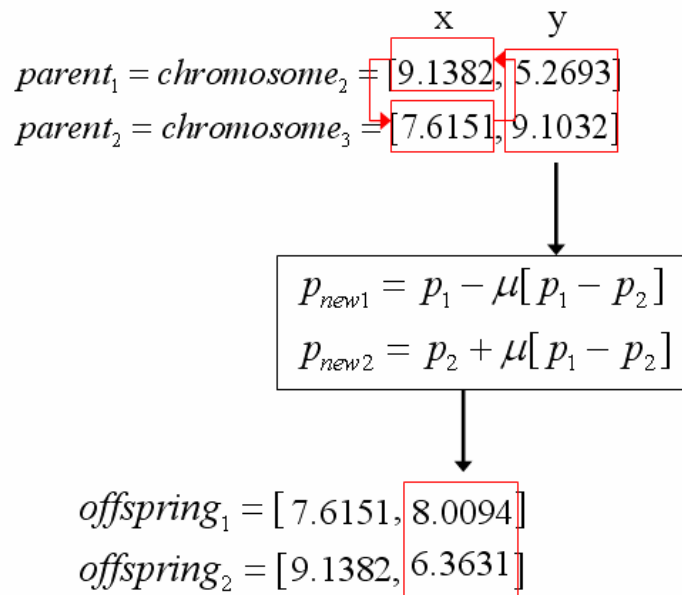 x y
parent₁ = chromosome₂ = [9.1382, 5.2693]
parent₂ = chromosome₃ = [7.6151, 9.1032]
p_new1 = p₁ − μ[p₁ − p₂]
p_new2 = p₂ + μ[p₁ − p₂]
offspring₁ = [7.6151, 8.0094]
offspring₂ = [9.1382, 6.3631]